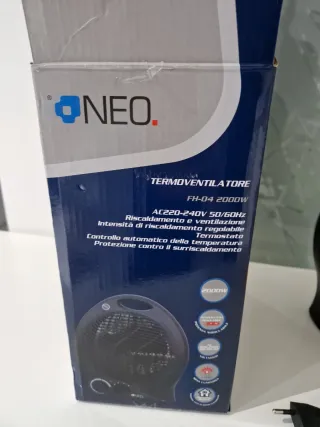 NEO.
TERMOVENTILATORE
FH-04 2000W
AC220-240V 50/60Hz
Riscaldamento e ventilazione
Intensità di riscaldamento regolabile
Termostato
Controllo automatico della temperatura
Protezione contro il surriscaldamento
2000W